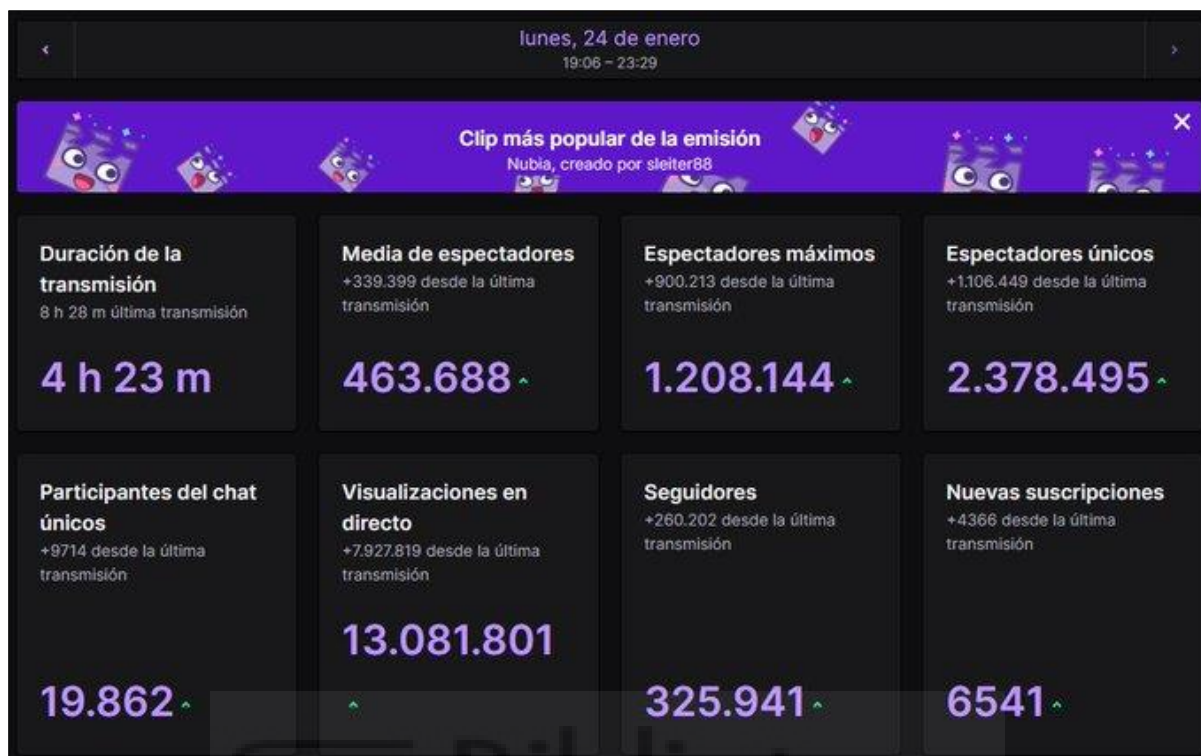 lunes, 24 de enero
19:06 – 23:29
Clip más popular de la emisión
Nubia, creado por sleiter88
Duración de la
transmisión
8 h 28 m última transmisión
4 h 23 m
Media de espectadores
+339.399 desde la última
transmisión
463.688
Espectadores máximos
+900.213 desde la última
transmisión
1.208.144
Espectadores únicos
+1.106.449 desde la última
transmisión
2.378.495
Participantes del chat
únicos
+9714 desde la última
transmisión
19.862
Visualizaciones en
directo
+7.927.819 desde la última
transmisión
13.081.801
Seguidores
+260.202 desde la última
transmisión
325.941
Nuevas suscripciones
+4366 desde la última
transmisión
6541